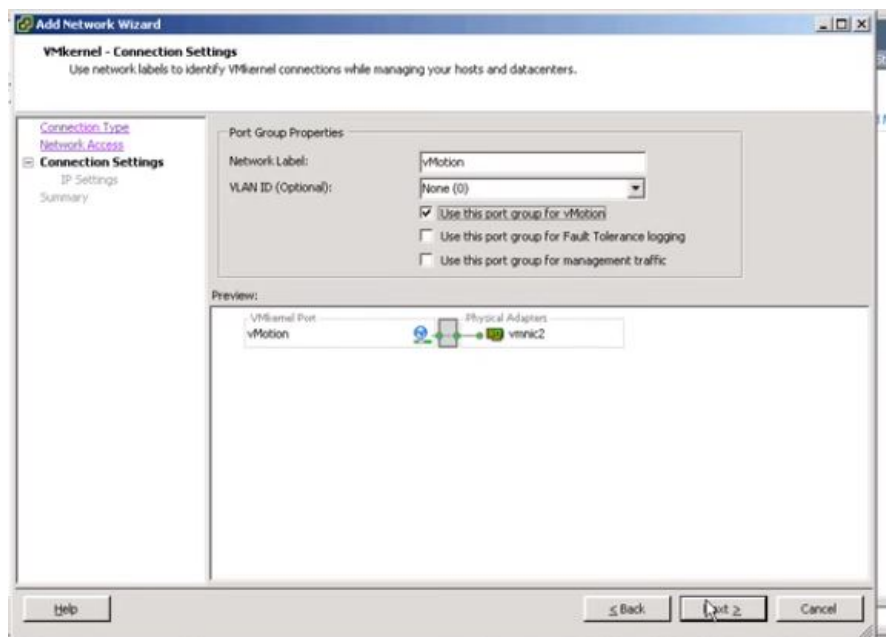 Add Network Wizard
VMkernel - Connection Settings
Use network labels to identify VMkernel connections while managing your hosts and datacenters.
Connection Type
Network Access
Connection Settings
IP Settings
Summary
Port Group Properties
Network Label:
vMotion
VLAN ID (Optional):
None (0)
Use this port group for vMotion
Use this port group for Fault Tolerance logging
Use this port group for management traffic
Preview:
VMkernel Port
Physical Adapters
vMotion
vmnic2
Help
< Back
Next >
Cancel